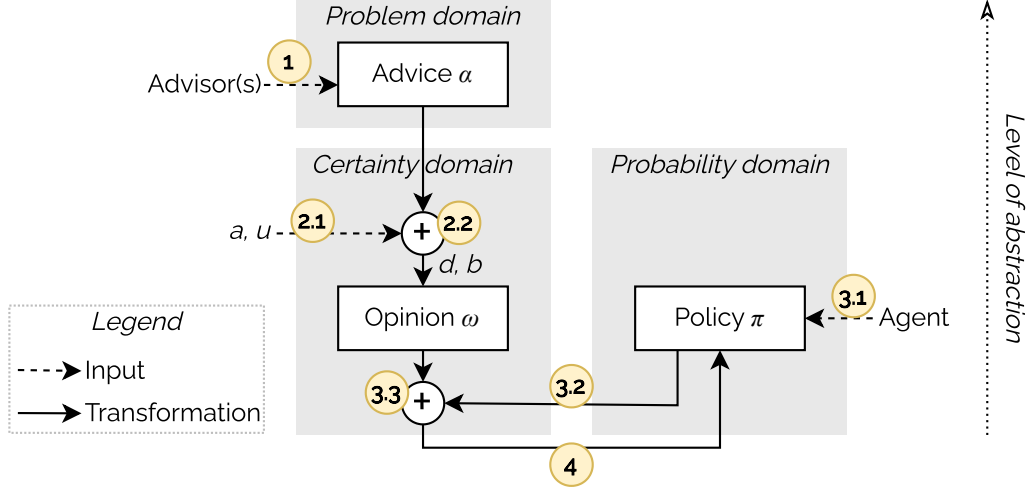 Problem domain
1
Advisor(s)
Advice α
Certainty domain
Probability domain
2.1
2.2
a, u
+
d, b
3.1
Opinion ω
Policy π
Agent
Level of abstraction
Legend
Input
Transformation
3.3
+
3.2
4